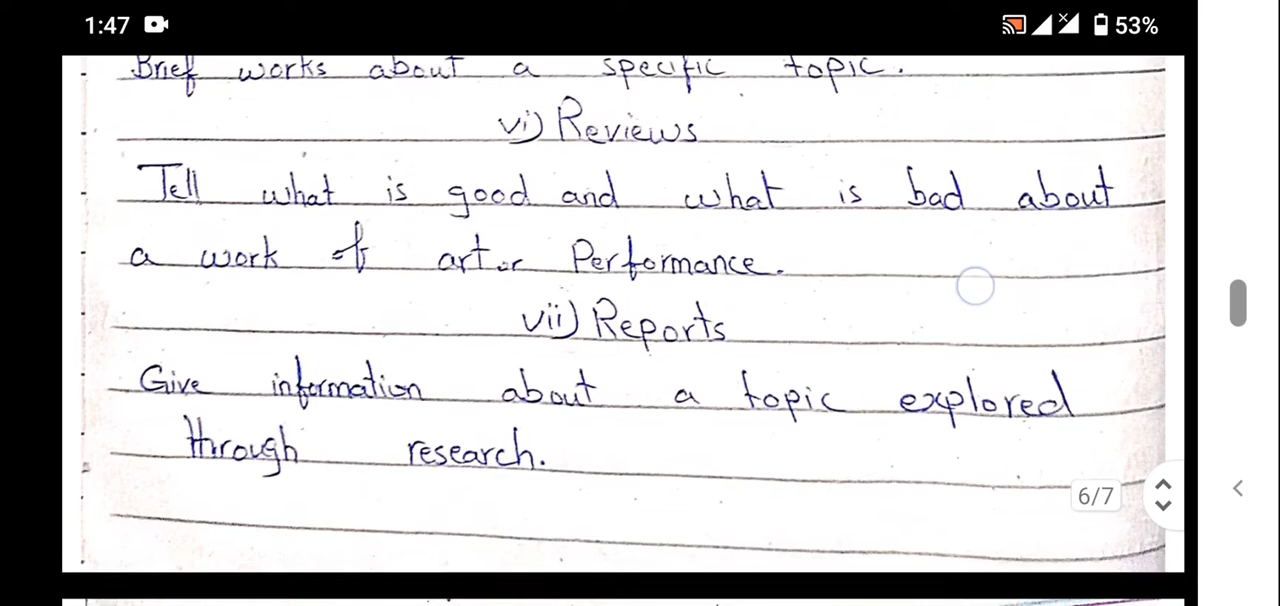 1:47
53%
Brief works about a specific topic.
vi) Reviews
Tell what is good and what is bad about
a work of art or Performance.
vii) Reports
Give information about a topic explored
through research.
6/7